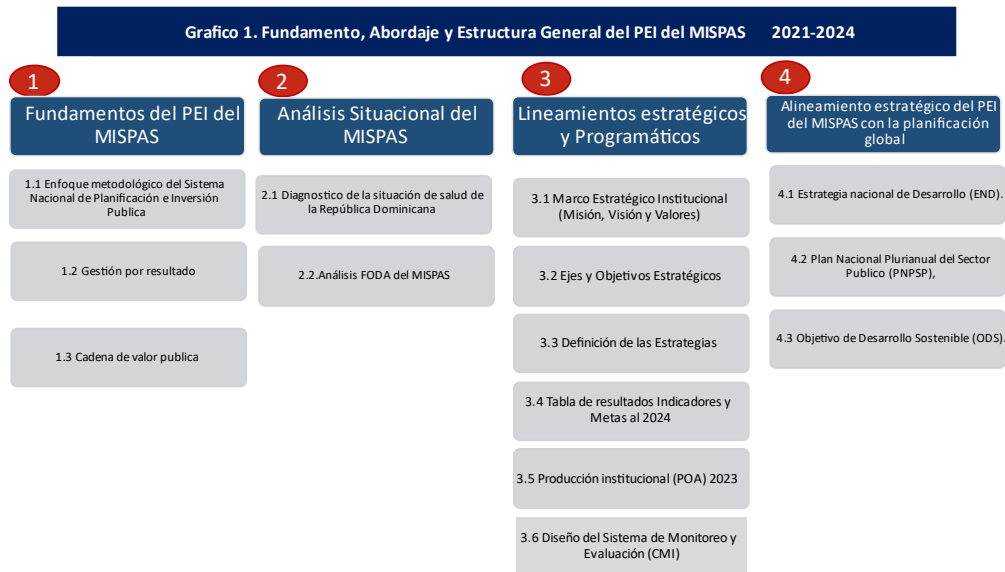 Grafico 1. Fundamento, Abordaje y Estructura General del PEI del MISPAS 2021-2024
1
Fundamentos del PEI del
MISPAS
1.1 Enfoque metodológico del Sistema
Nacional de Planificación e Inversión
Publica
1.2 Gestión por resultado
1.3 Cadena de valor publica
2
Análisis Situacional del
MISPAS
2.1 Diagnostico de la situación de salud de
la República Dominicana
2.2.Análisis FODA del MISPAS
3
Lineamientos estratégicos
y Programáticos
3.1 Marco Estratégico Institucional
(Misión, Visión y Valores)
3.2 Ejes y Objetivos Estratégicos
3.3 Definición de las Estrategias
3.4 Tabla de resultados Indicadores y
Metas al 2024
3.5 Producción institucional (POA) 2023
3.6 Diseño del Sistema de Monitoreo y
Evaluación (CMI)
4
Alineamiento estratégico del PEI
del MISPAS con la planificación
global
4.1 Estrategia nacional de Desarrollo (END).
4.2 Plan Nacional Plurianual del Sector
Publico (PNPSP),
4.3 Objetivo de Desarrollo Sostenible (ODS).